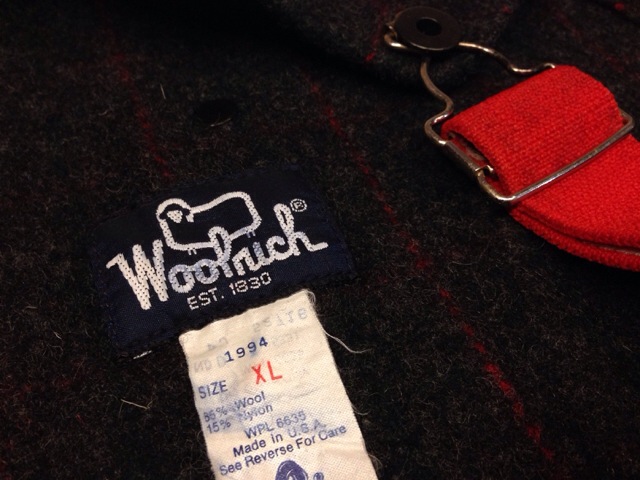 Woolrich®
EST. 1830
1994
SIZE XL
85% Wool
15% Nylon
WPL 6635
Made in U.S.A.
See Reverse For Care